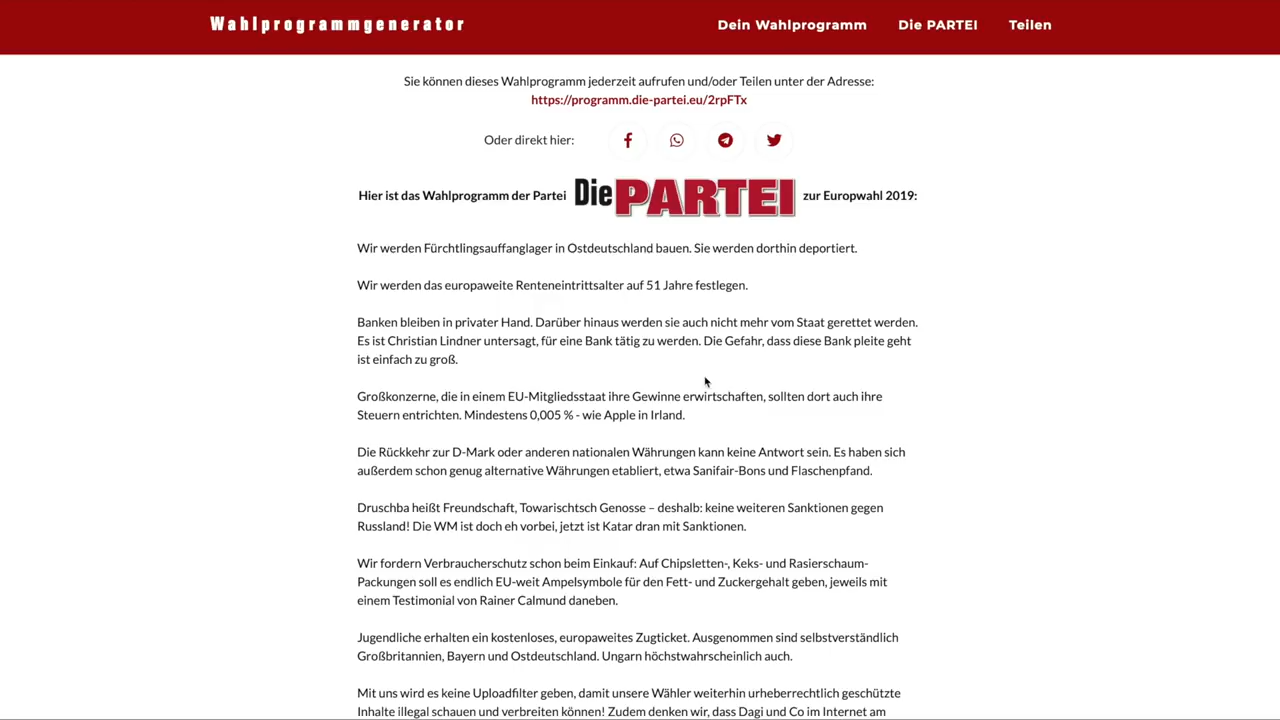 Wahlprogrammgenerator
Dein Wahlprogramm Die PARTEI Teilen
Sie können dieses Wahlprogramm jederzeit aufrufen und/oder Teilen unter der Adresse:
https://programm.die-partei.eu/2rpFTx
Oder direkt hier:
Hier ist das Wahlprogramm der Partei Die PARTEI zur Europwahl 2019:
Wir werden Fürchtlingsauffanglager in Ostdeutschland bauen. Sie werden dorthin deportiert.
Wir werden das europaweite Renteneintrittsalter auf 51 Jahre festlegen.
Banken bleiben in privater Hand. Darüber hinaus werden sie auch nicht mehr vom Staat gerettet werden.
Es ist Christian Lindner untersagt, für eine Bank tätig zu werden. Die Gefahr, dass diese Bank pleite geht
ist einfach zu groß.
Großkonzerne, die in einem EU-Mitgliedsstaat ihre Gewinne erwirtschaften, sollten dort auch ihre
Steuern entrichten. Mindestens 0,005 % - wie Apple in Irland.
Die Rückkehr zur D-Mark oder anderen nationalen Währungen kann keine Antwort sein. Es haben sich
außerdem schon genug alternative Währungen etabliert, etwa Sanifair-Bons und Flaschenpfand.
Druschba heißt Freundschaft, Towarischtsch Genosse – deshalb: keine weiteren Sanktionen gegen
Russland! Die WM ist doch eh vorbei, jetzt ist Katar dran mit Sanktionen.
Wir fordern Verbraucherschutz schon beim Einkauf: Auf Chipsletten-, Keks- und Rasierschaum-
Packungen soll es endlich EU-weit Ampelsymbole für den Fett- und Zuckergehalt geben, jeweils mit
einem Testimonial von Rainer Calmund daneben.
Jugendliche erhalten ein kostenloses, europaweites Zugticket. Ausgenommen sind selbstverständlich
Großbritannien, Bayern und Ostdeutschland. Ungarn höchstwahrscheinlich auch.
Mit uns wird es keine Uploadfilter geben, damit unsere Wähler weiterhin urheberrechtlich geschützte
Inhalte illegal schauen und verbreiten können! Zudem denken wir, dass Dagi und Co im Internet am